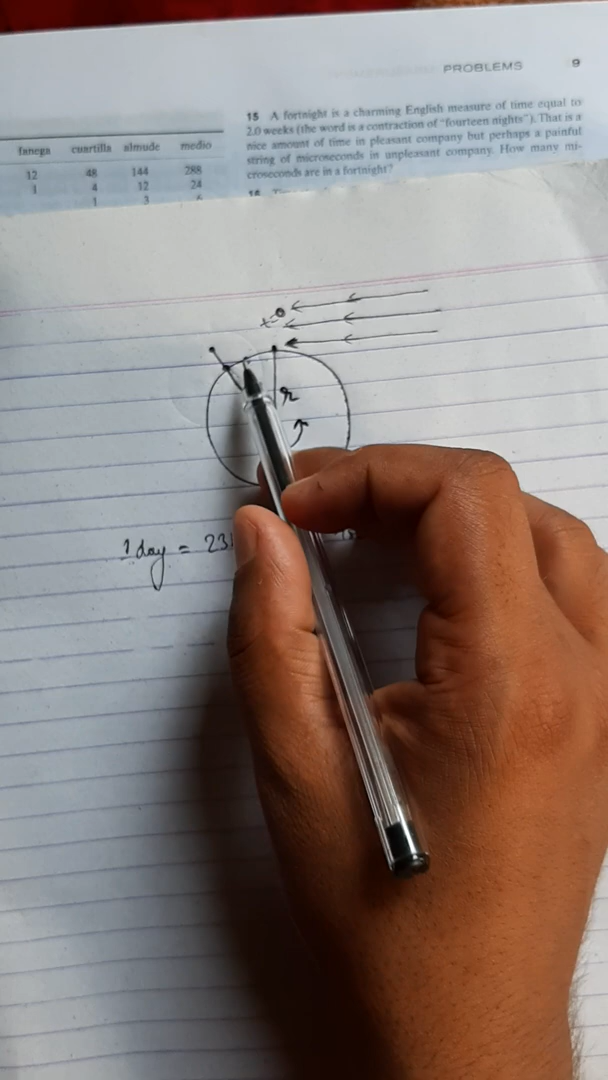 PROBLEMS 9
fanega cuartilla almude medio
12 48 144 288
1 4 12 24
1 3 6
15 A fortnight is a charming English measure of time equal to
2.0 weeks (the word is a contraction of "fourteen nights"). That is a
nice amount of time in pleasant company but perhaps a painful
string of microseconds in unpleasant company. How many mi-
croseconds are in a fortnight?
t=0
r
1 day = 23